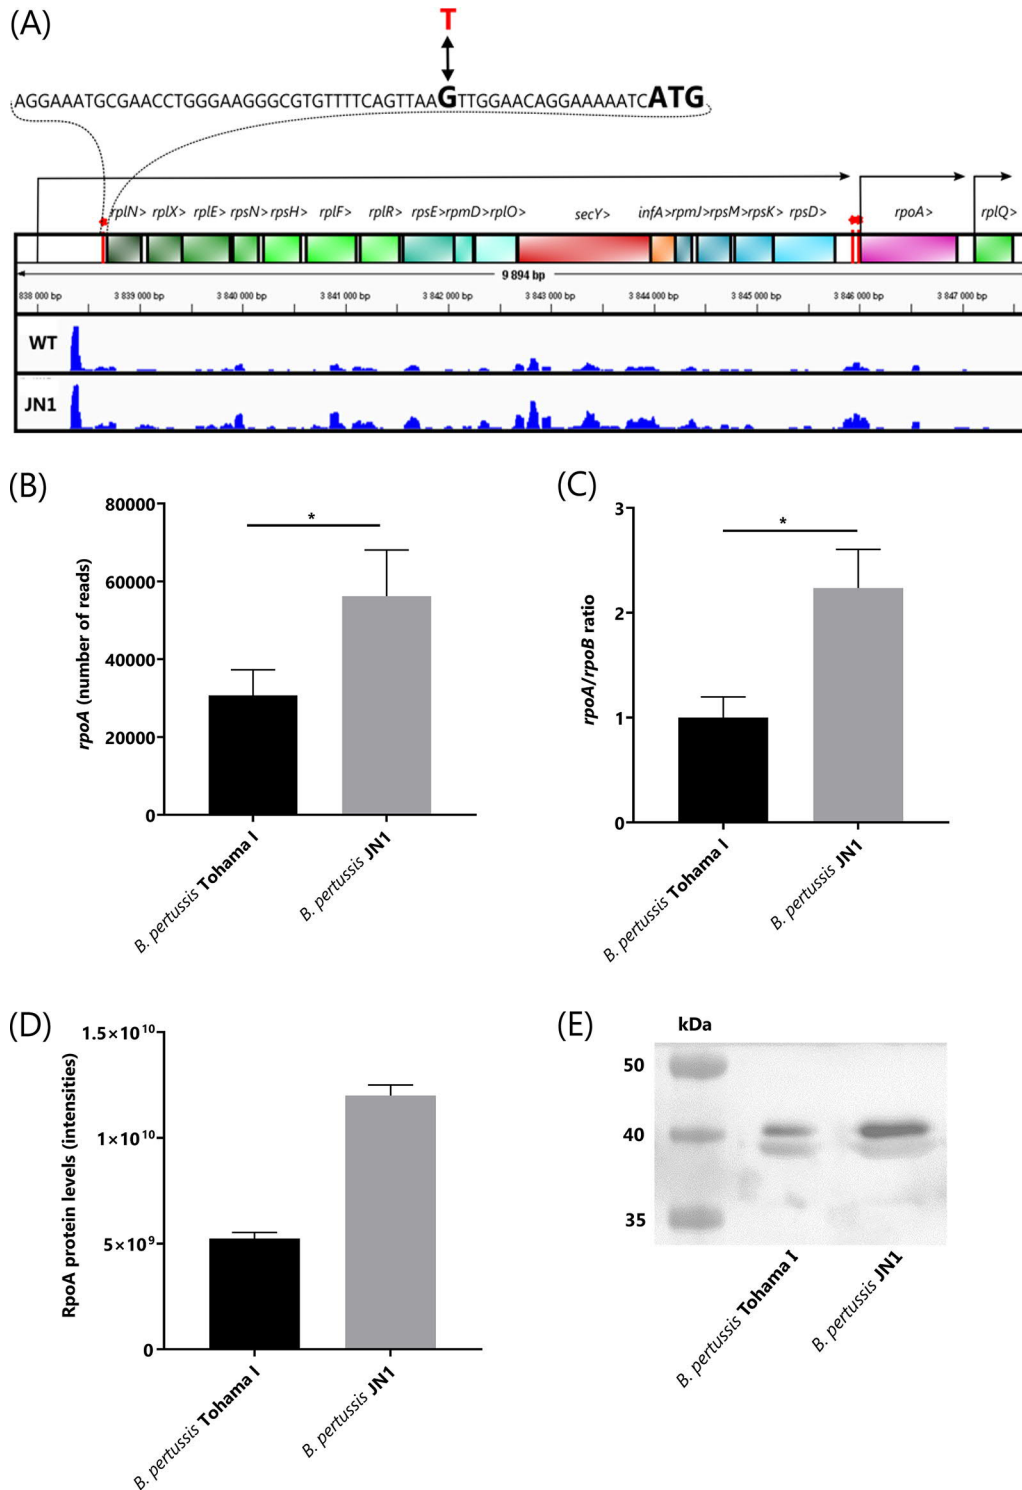 (A)
T
AGGAAATGCGAACCTGGGAAGGGCGTGTTTTCAGTTAAGTTGGAACAGGAAAAATCATG
rplN> rplX> rplE> rpsN> rpsH> rplF> rplR> rpsE> rpmD> rplO> secY> infA> rpmJ> rpsM> rpsK> rpsD> rpoA> rplQ>
9 894 bp
838 000 bp 3 839 000 bp 3 840 000 bp 3 841 000 bp 3 842 000 bp 3 843 000 bp 3 844 000 bp 3 845 000 bp 3 846 000 bp 3 847 000 bp
WT
JN1
(B)
80000
60000
40000
20000
0
rpoA (number of reads)
*
B. pertussis Tohama I
B. pertussis JN1
(C)
3
2
1
0
rpoA/rpoB ratio
*
B. pertussis Tohama I
B. pertussis JN1
(D)
1.5×10¹⁰
1×10¹⁰
5×10⁹
0
RpoA protein levels (intensities)
B. pertussis Tohama I
B. pertussis JN1
(E)
kDa
50
40
35
B. pertussis Tohama I
B. pertussis JN1